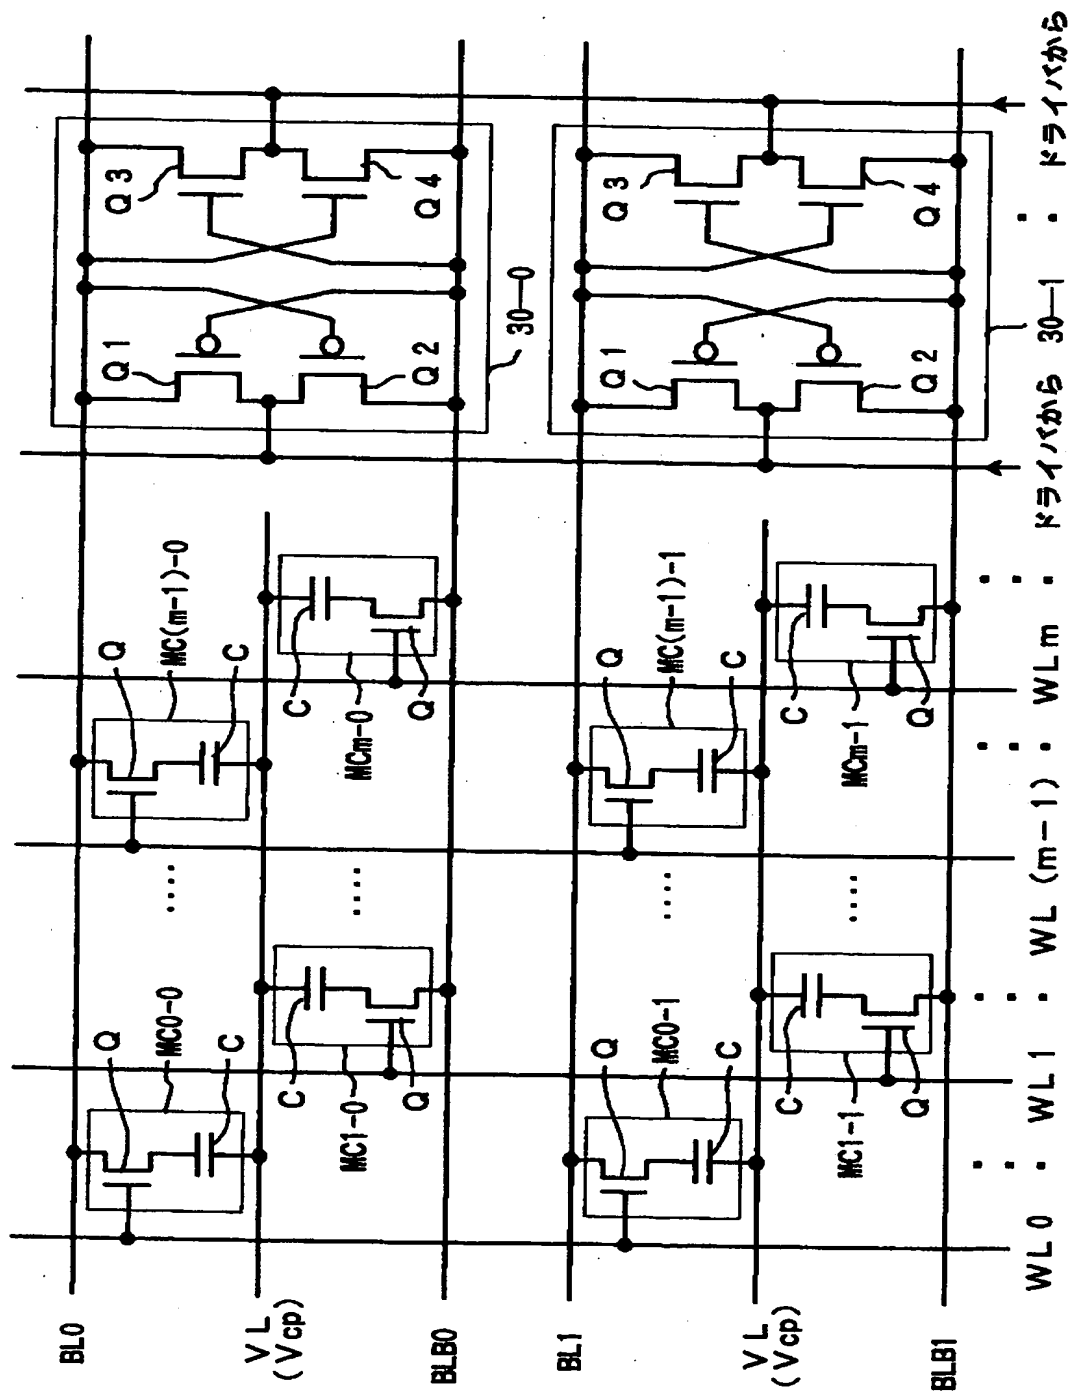 BL0
VL
(Vcp)
BLB0
MC0-0
Q
C
MC1-0
C
Q
MC(m-1)-0
Q
C
MCm-0
C
Q
Q1
Q2
Q3
Q4
30—0
BL1
VL
(Vcp)
BLB1
MC0-1
Q
C
MC1-1
C
Q
MC(m-1)-1
Q
C
MCm-1
C
Q
Q1
Q2
Q3
Q4
30—1
WL0
WL1
WL(m-1)
WLm
ドライバから
ドライバから